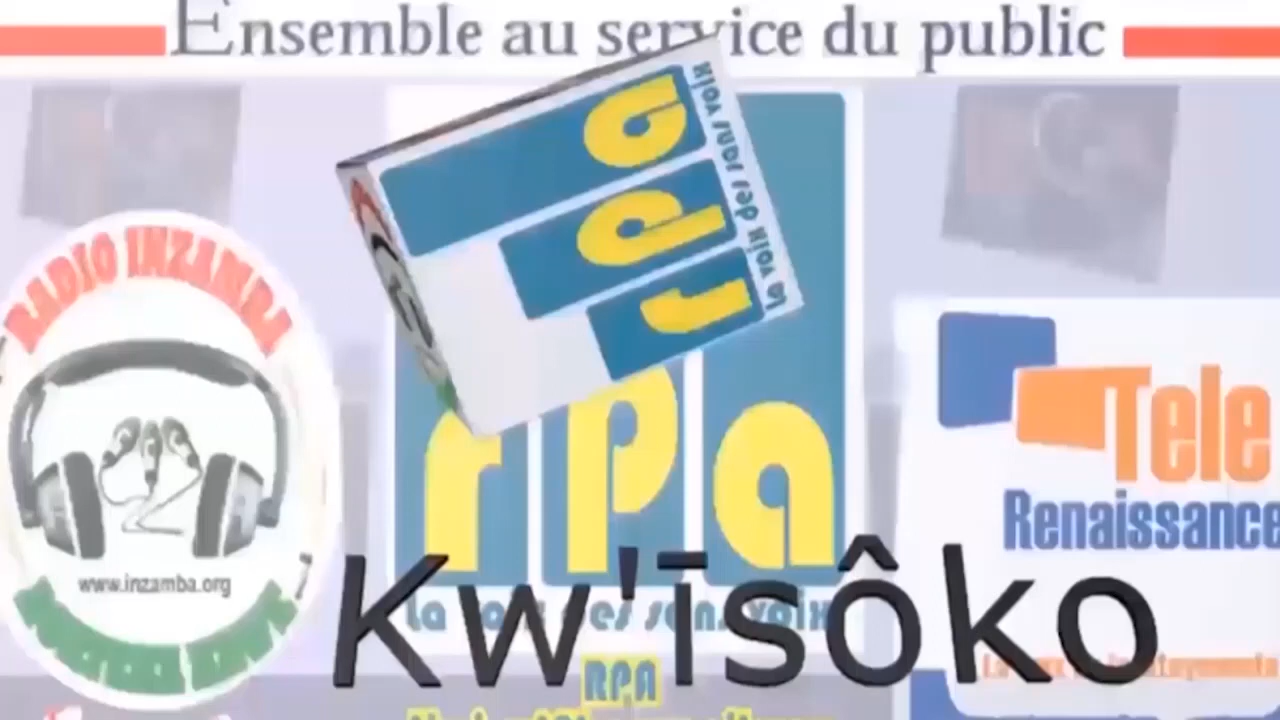 Ensemble au service du public
la voix des sans voix
rpa
RADIO INZAMBA
www.inzamba.org
Tele
Renaissance
rpa
la voix des sans voix
Kw'īsôko
RPA